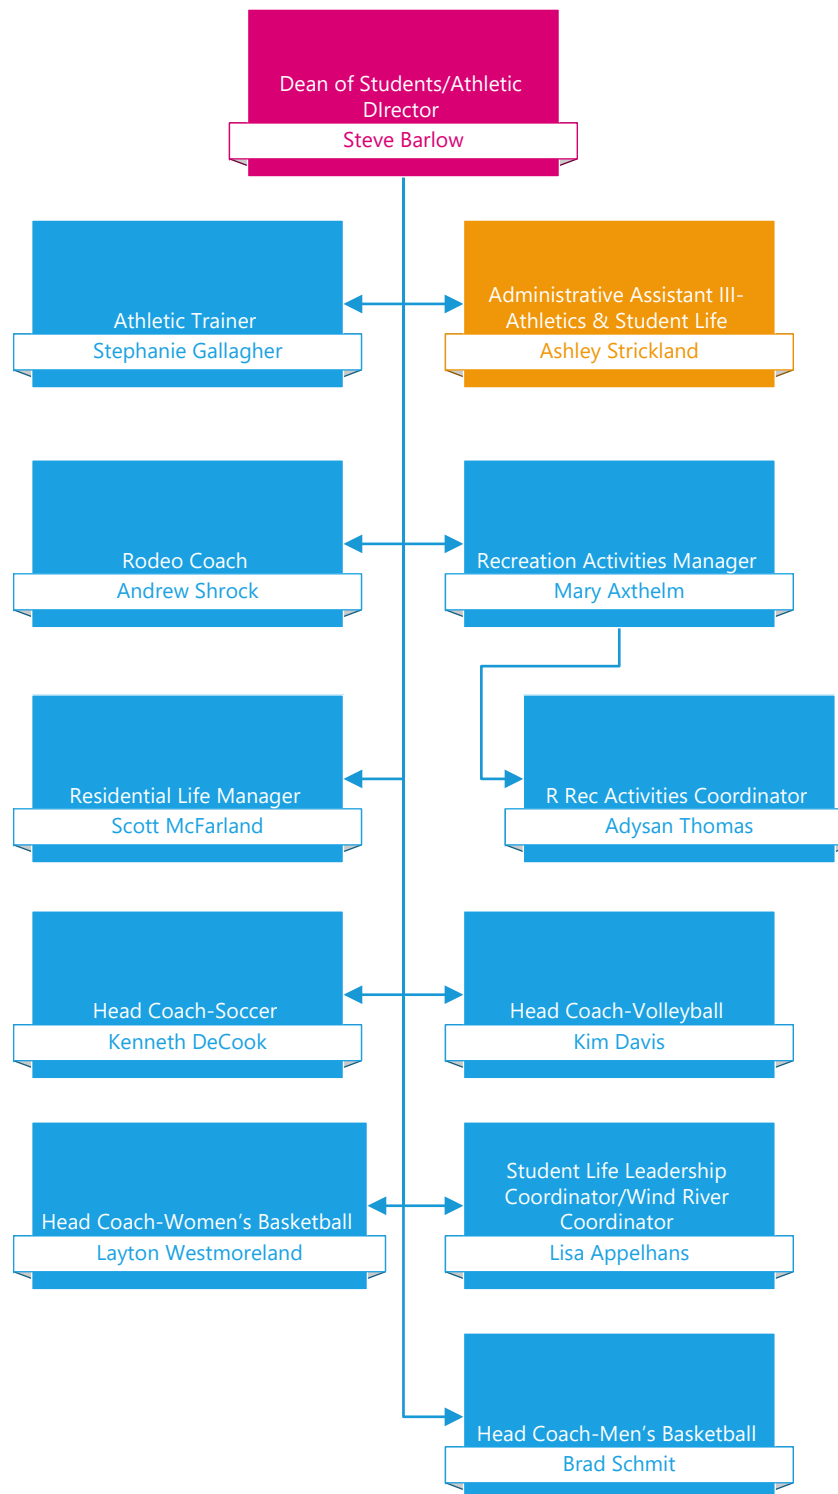 Dean of Students/Athletic
DIrector
Steve Barlow
Athletic Trainer
Stephanie Gallagher
Administrative Assistant III-
Athletics & Student Life
Ashley Strickland
Rodeo Coach
Andrew Shrock
Recreation Activities Manager
Mary Axthelm
Residential Life Manager
Scott McFarland
R Rec Activities Coordinator
Adysan Thomas
Head Coach-Soccer
Kenneth DeCook
Head Coach-Volleyball
Kim Davis
Head Coach-Women’s Basketball
Layton Westmoreland
Student Life Leadership
Coordinator/Wind River
Coordinator
Lisa Appelhans
Head Coach-Men’s Basketball
Brad Schmit